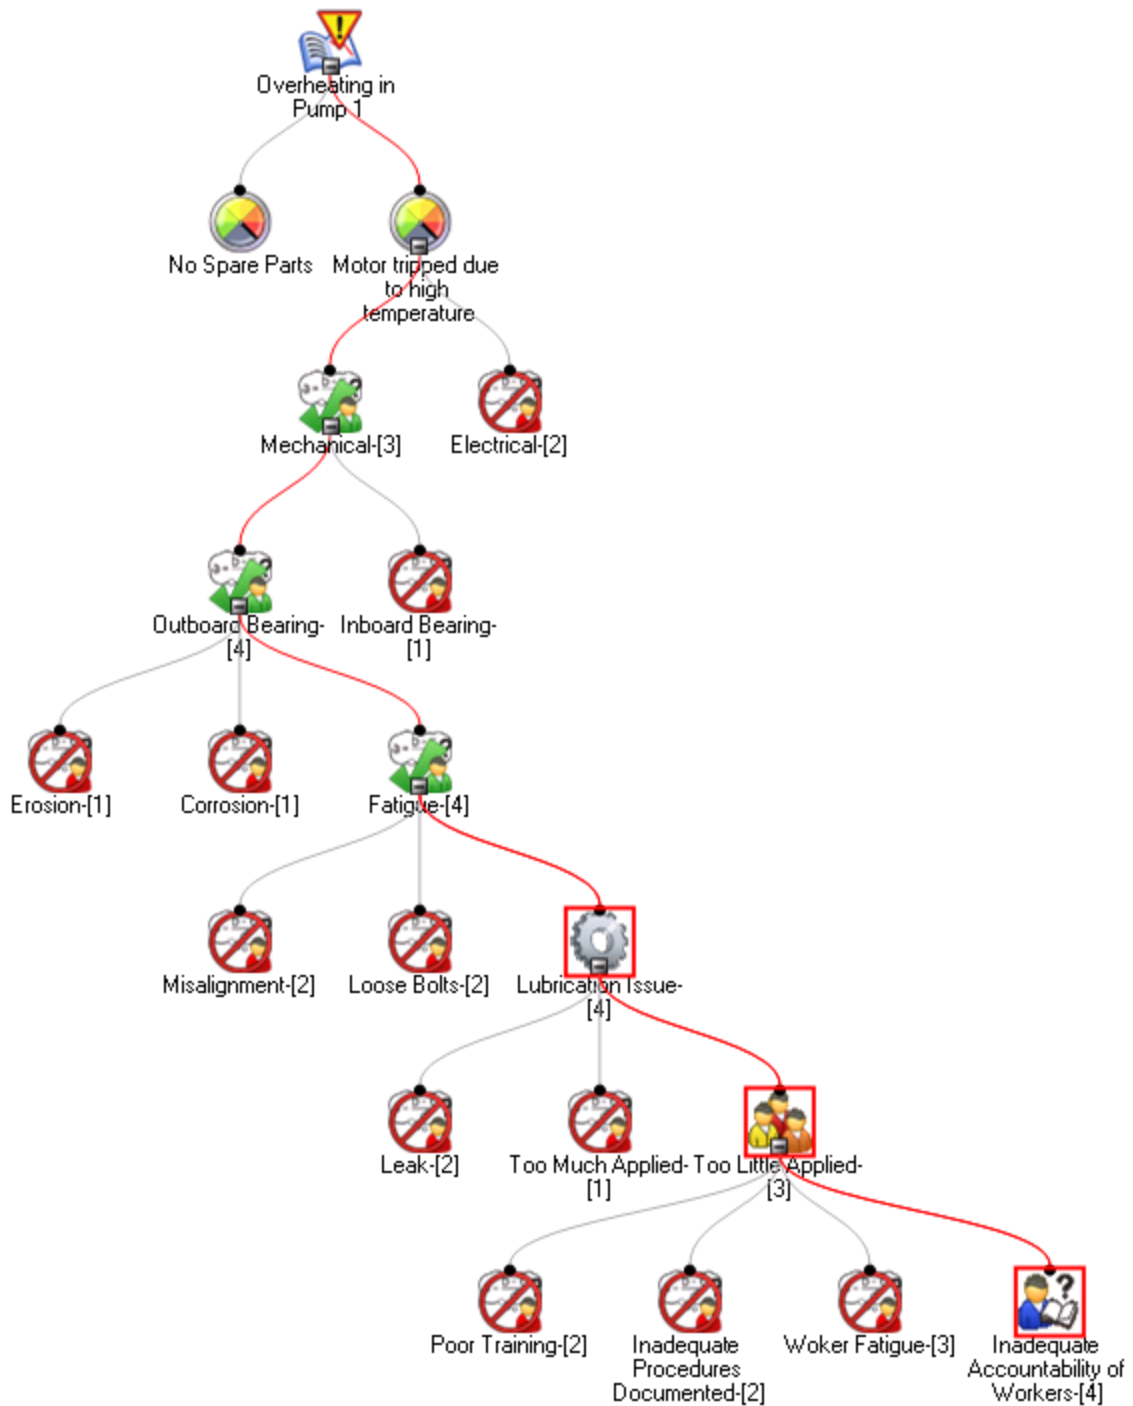 Overheating in
Pump 1
No Spare Parts
Motor tripped due
to high
temperature
Mechanical-[3]
Electrical-[2]
Outboard Bearing-
[4]
Inboard Bearing-
[1]
Erosion-[1]
Corrosion-[1]
Fatigue-[4]
Misalignment-[2]
Loose Bolts-[2]
Lubrication Issue-
[4]
Leak-[2]
Too Much Applied-
[1]
Too Little Applied-
[3]
Poor Training-[2]
Inadequate
Procedures
Documented-[2]
Woker Fatigue-[3]
Inadequate
Accountability of
Workers-[4]